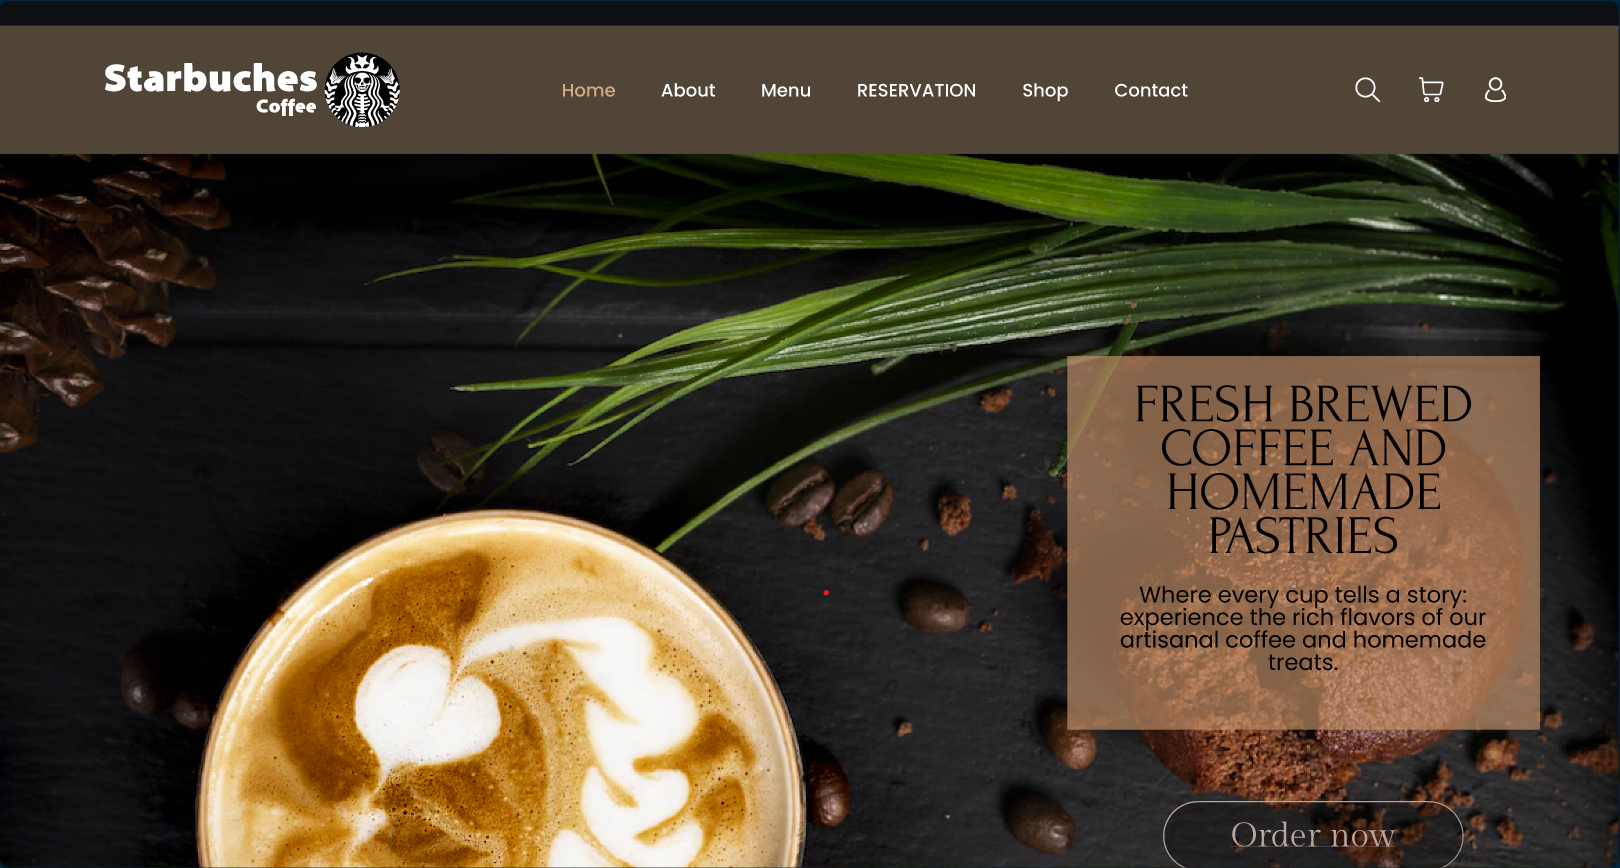 Starbuches
Coffee
Home About Menu RESERVATION Shop Contact
FRESH BREWED
COFFEE AND
HOMEMADE
PASTRIES
Where every cup tells a story:
experience the rich flavors of our
artisanal coffee and homemade
treats.
Order now